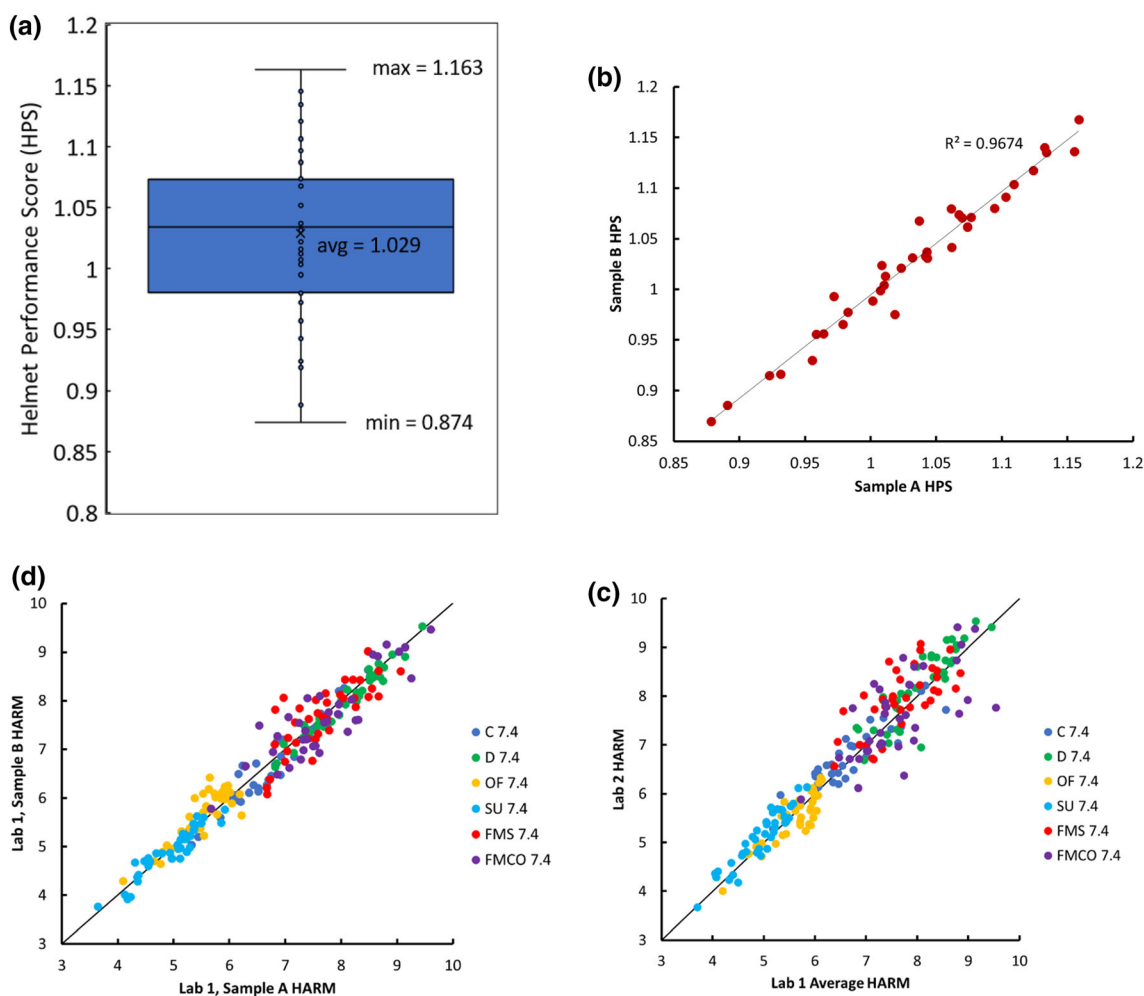 (a)
Helmet Performance Score (HPS)
1.2
1.15
1.1
1.05
1
0.95
0.9
0.85
0.8
max = 1.163
avg = 1.029
min = 0.874
(b)
Sample B HPS
1.2
1.15
1.1
1.05
1
0.95
0.9
0.85
R² = 0.9674
0.85 0.9 0.95 1 1.05 1.1 1.15 1.2
Sample A HPS
(d)
Lab 1, Sample B HARM
10
9
8
7
6
5
4
3
3 4 5 6 7 8 9 10
Lab 1, Sample A HARM
C 7.4
D 7.4
OF 7.4
SU 7.4
FMS 7.4
FMCO 7.4
(c)
Lab 2 HARM
10
9
8
7
6
5
4
3
3 4 5 6 7 8 9 10
Lab 1 Average HARM
C 7.4
D 7.4
OF 7.4
SU 7.4
FMS 7.4
FMCO 7.4